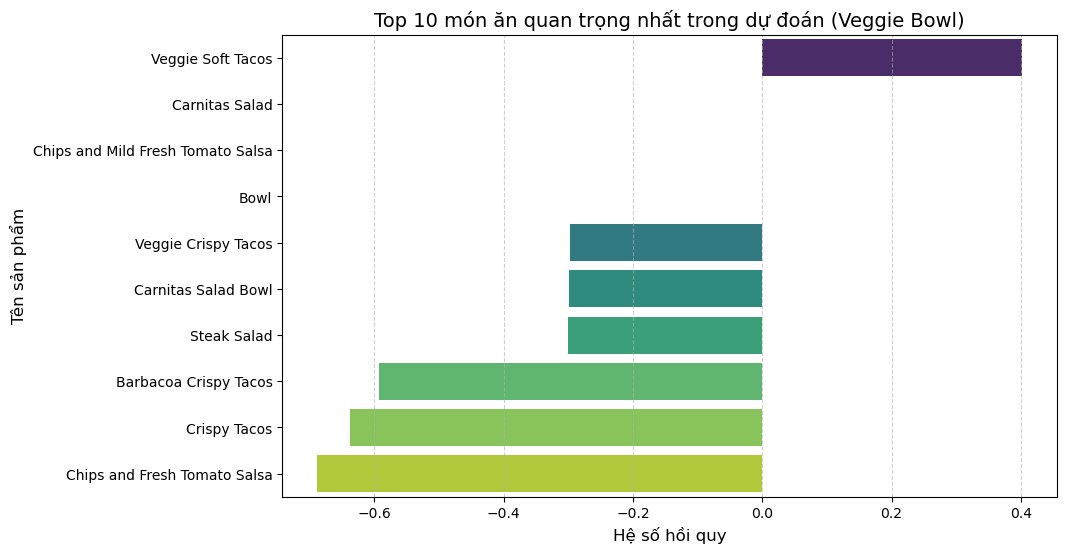 Top 10 món ăn quan trọng nhất trong dự đoán (Veggie Bowl)
Tên sản phẩm
Veggie Soft Tacos
Carnitas Salad
Chips and Mild Fresh Tomato Salsa
Bowl
Veggie Crispy Tacos
Carnitas Salad Bowl
Steak Salad
Barbacoa Crispy Tacos
Crispy Tacos
Chips and Fresh Tomato Salsa
−0.6 −0.4 −0.2 0.0 0.2 0.4
Hệ số hồi quy